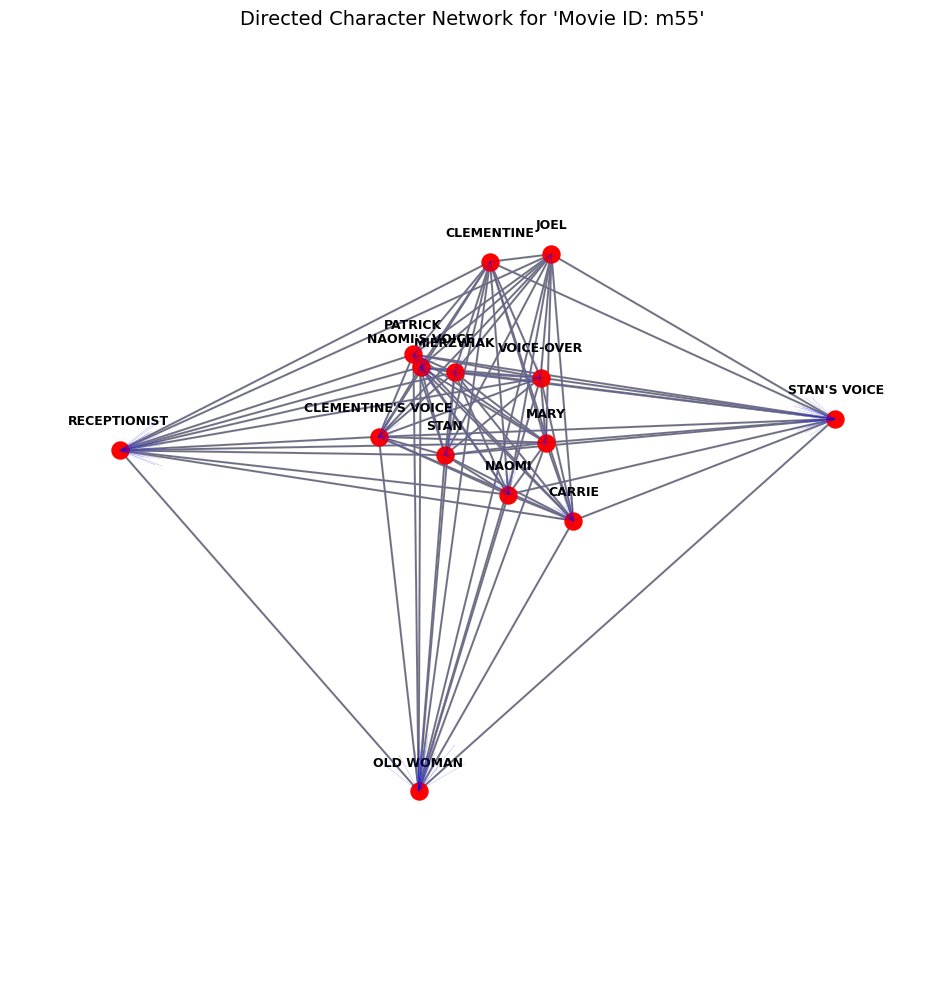 Directed Character Network for 'Movie ID: m55'
JOEL
CLEMENTINE
PATRICK
NAOMI'S VOICE
MIERZWIAK
VOICE-OVER
STAN'S VOICE
CLEMENTINE'S VOICE
MARY
RECEPTIONIST
STAN
NAOMI
CARRIE
OLD WOMAN